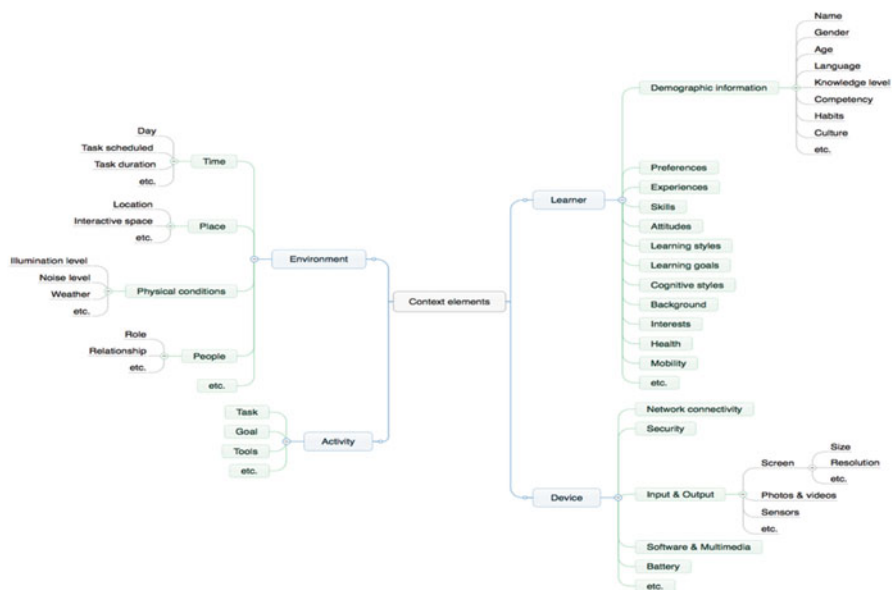 Context elements
Environment
Time
Day
Task scheduled
Task duration
etc.
Place
Location
Interactive space
etc.
Physical conditions
Illumination level
Noise level
Weather
etc.
People
Role
Relationship
etc.
etc.
Activity
Task
Goal
Tools
etc.
Learner
Demographic information
Name
Gender
Age
Language
Knowledge level
Competency
Habits
Culture
etc.
Preferences
Experiences
Skills
Attitudes
Learning styles
Learning goals
Cognitive styles
Background
Interests
Health
Mobility
etc.
Device
Network connectivity
Security
Input & Output
Screen
Size
Resolution
etc.
Photos & videos
Sensors
etc.
Software & Multimedia
Battery
etc.